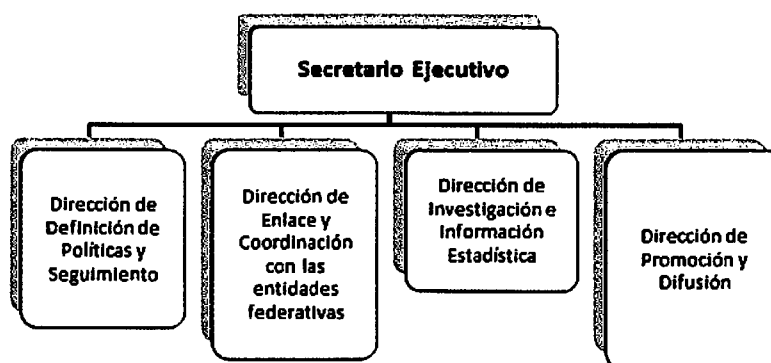 Secretario Ejecutivo
Dirección de
Definición de
Políticas y
Seguimiento
Dirección de
Enlace y
Coordinación
con las
entidades
federativas
Dirección de
Investigación e
Información
Estadística
Dirección de
Promoción y
Difusión